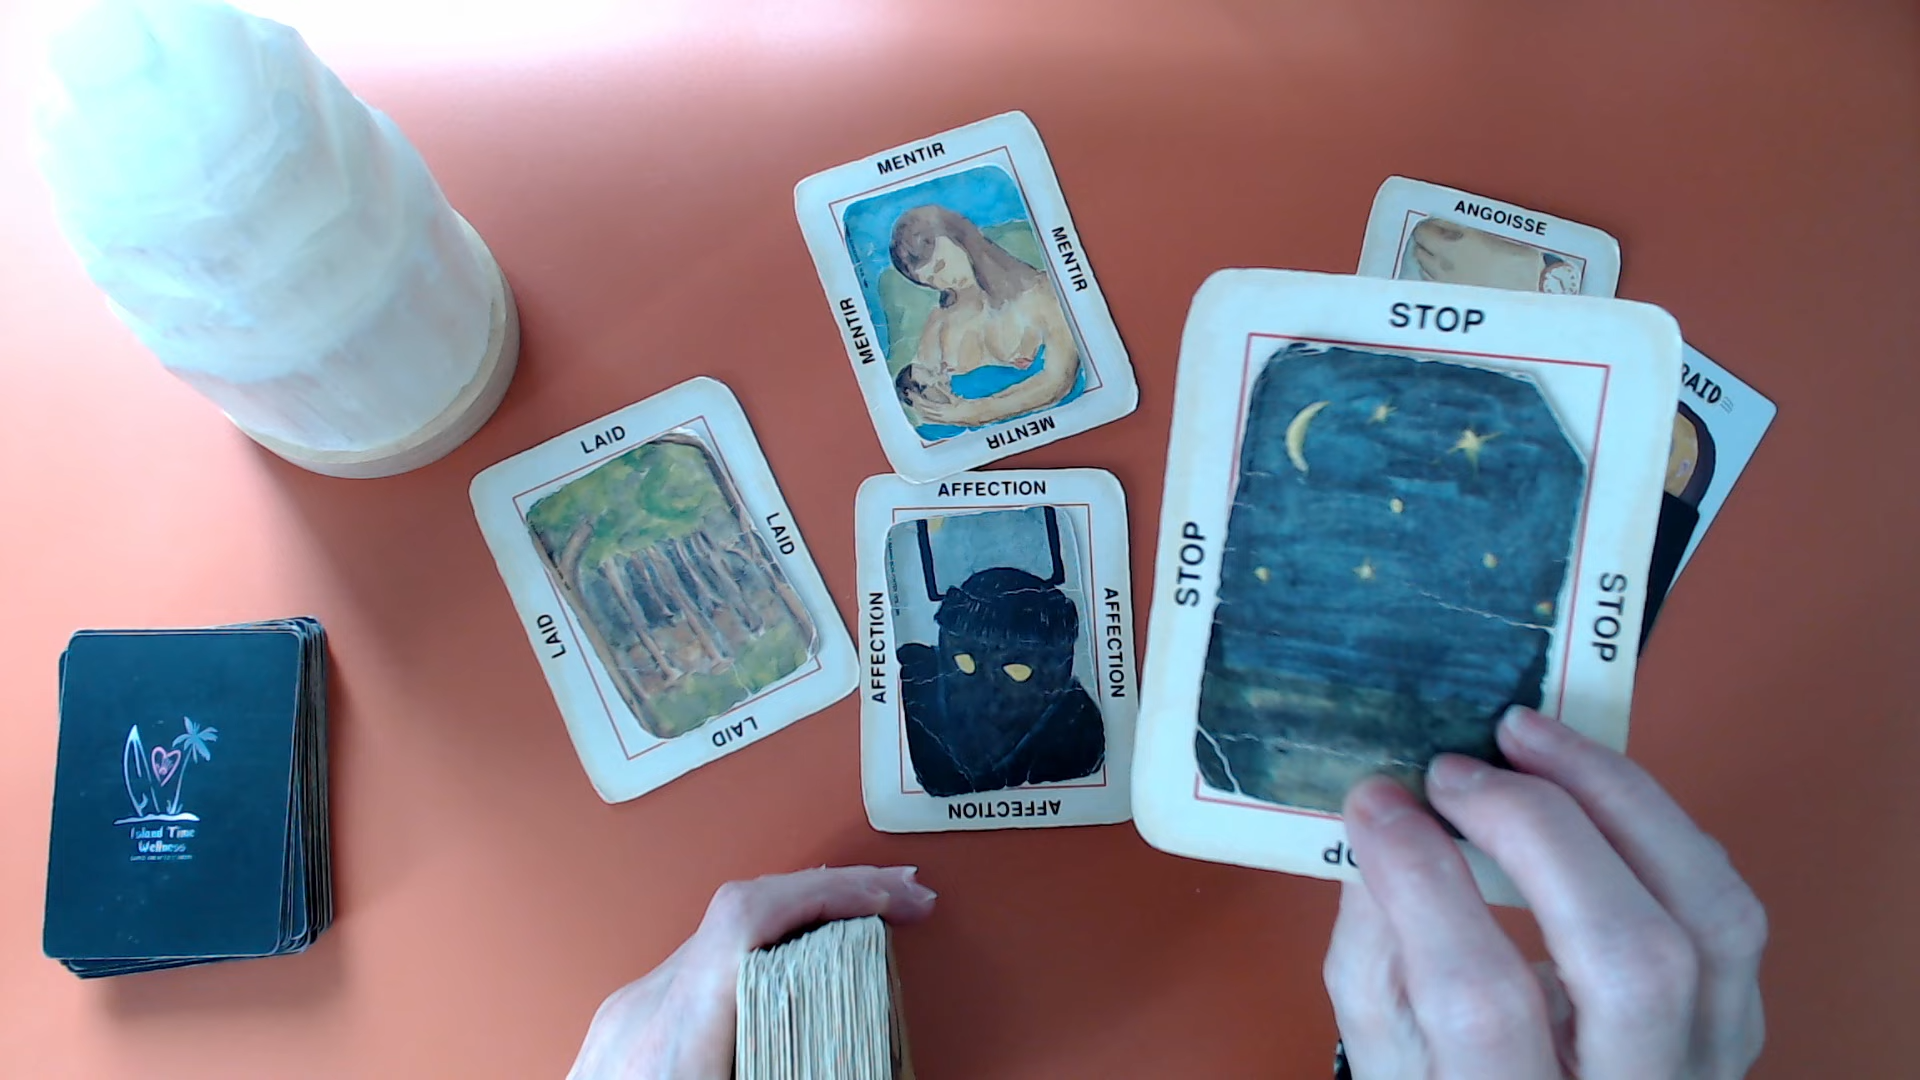 MENTIR
MENTIR
MENTIR
MENTIR
ANGOISSE
STOP
STOP
STOP
RAID
LAID
LAID
LAID
LAID
AFFECTION
AFFECTION
AFFECTION
AFFECTION
Island Time
Wellness